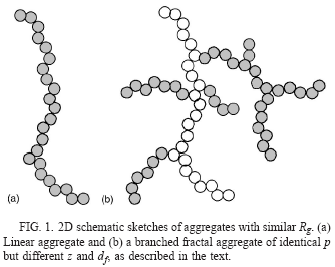 (a) (b)
FIG. 1. 2D schematic sketches of aggregates with similar Rg. (a)
Linear aggregate and (b) a branched fractal aggregate of identical p
but different z and df, as described in the text.